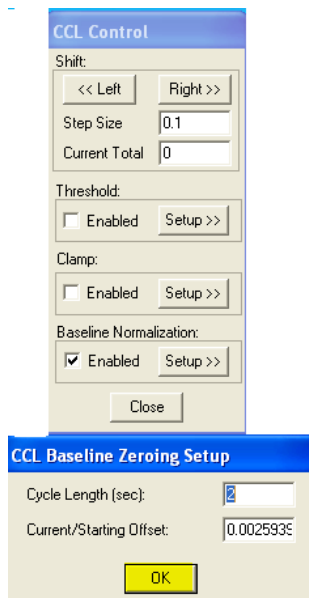 CCL Control
Shift:
<< Left Right >>
Step Size 0.1
Current Total 0
Threshold:
Enabled Setup >>
Clamp:
Enabled Setup >>
Baseline Normalization:
Enabled Setup >>
Close
CCL Baseline Zeroing Setup
Cycle Length (sec): 2
Current/Starting Offset: 0.0025939
OK